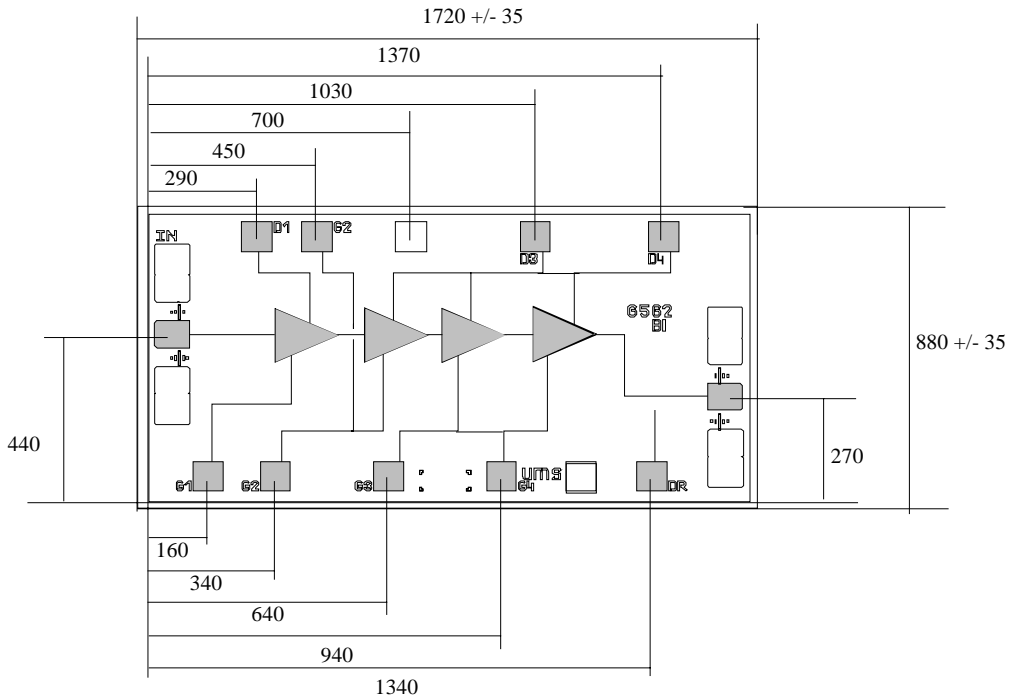 1720 +/- 35
1370
1030
700
450
290
IN
D1
G2
D3
D4
G562
BI
880 +/- 35
440
270
G1
G2
G3
G4
UMS
DR
160
340
640
940
1340